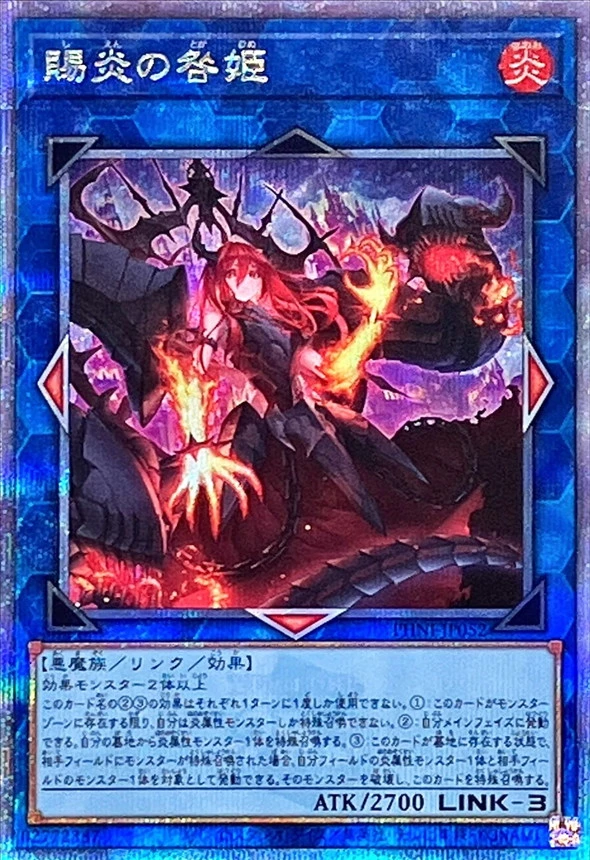 賜炎の咎姫
炎
PHNI-JP052
【悪魔族／リンク／効果】
効果モンスター２体以上
このカード名の②③の効果はそれぞれ１ターンに１度しか使用できない。①：このカードがモンスター
ゾーンに存在する限り、自分は炎属性モンスターしか特殊召喚できない。②：自分メインフェイズに発動
できる。自分の墓地から炎属性モンスター１体を特殊召喚する。③：このカードが墓地に存在する状態で、
相手フィールドにモンスターが特殊召喚された場合、自分フィールドの炎属性モンスター１体と相手フィー
ルドのモンスター１体を対象として発動できる。そのモンスターを破壊し、このカードを特殊召喚する。
ATK/2700 LINK-3